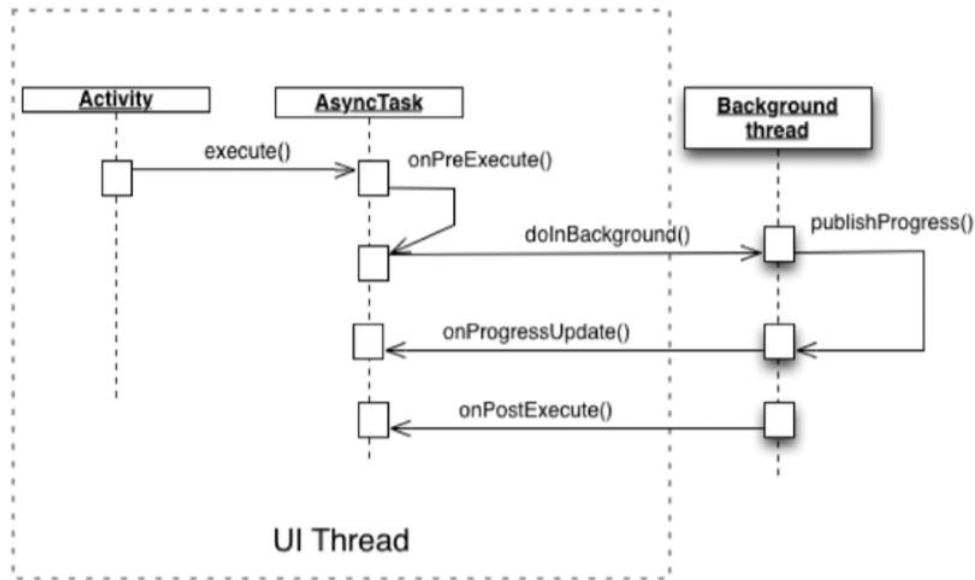 Activity
AsyncTask
Background
thread
execute()
onPreExecute()
publishProgress()
doInBackground()
onProgressUpdate()
onPostExecute()
UI Thread